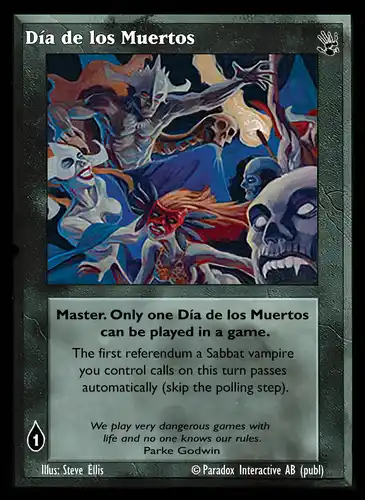 Día de los Muertos
Master. Only one Día de los Muertos
can be played in a game.
The first referendum a Sabbat vampire
you control calls on this turn passes
automatically (skip the polling step).
We play very dangerous games with
life and no one knows our rules.
Parke Godwin
1
Illus: Steve Ellis © Paradox Interactive AB (publ)